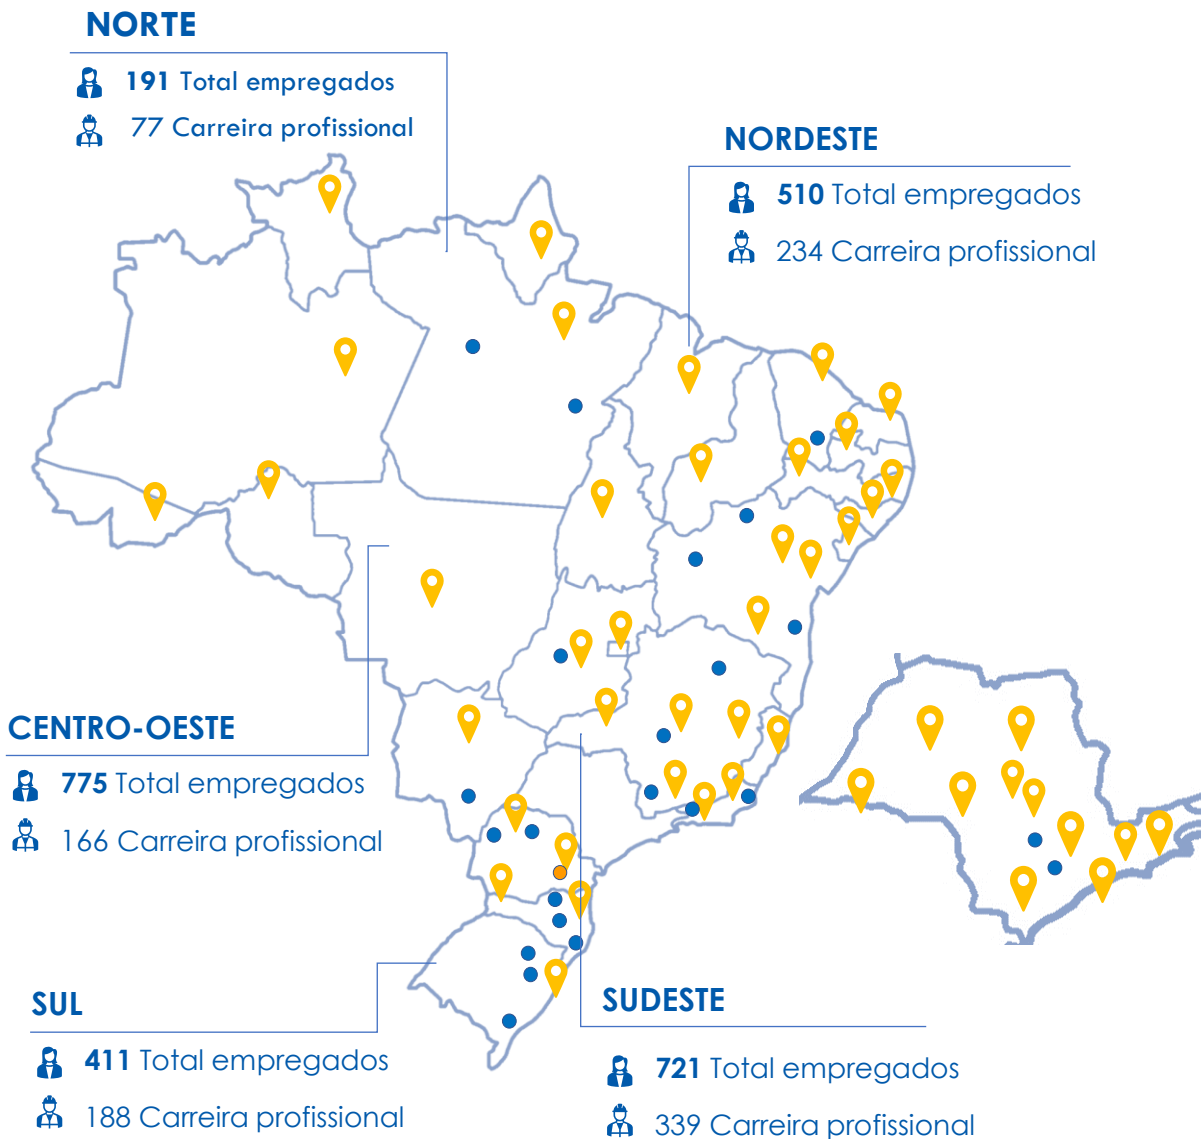 NORTE
191 Total empregados
77 Carreira profissional
NORDESTE
510 Total empregados
234 Carreira profissional
CENTRO-OESTE
775 Total empregados
166 Carreira profissional
SUL
411 Total empregados
188 Carreira profissional
SUDESTE
721 Total empregados
339 Carreira profissional